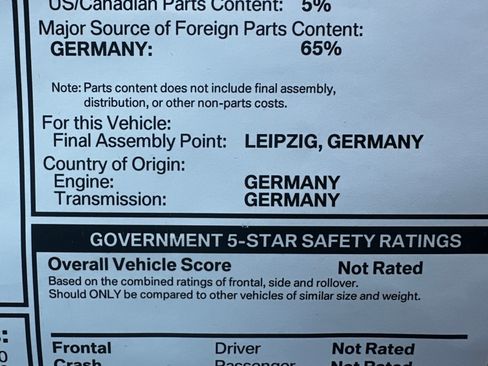 US/Canadian Parts Content: 5%
Major Source of Foreign Parts Content:
GERMANY: 65%
Note: Parts content does not include final assembly,
distribution, or other non-parts costs.
For this Vehicle:
Final Assembly Point: LEIPZIG, GERMANY
Country of Origin:
Engine: GERMANY
Transmission: GERMANY
GOVERNMENT 5-STAR SAFETY RATINGS
Overall Vehicle Score Not Rated
Based on the combined ratings of frontal, side and rollover.
Should ONLY be compared to other vehicles of similar size and weight.
Frontal Driver Not Rated
Crash Passenger Not Rated